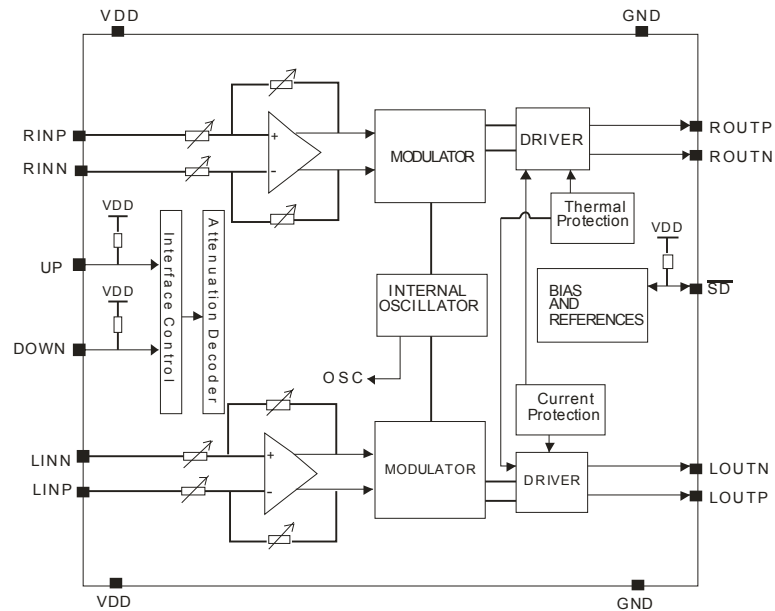 VDD
GND
RINP
RINN
+
-
MODULATOR
DRIVER
ROUTP
ROUTN
Thermal
Protection
VDD
UP
VDD
DOWN
Interface Control
Attenuation Decoder
INTERNAL
OSCILLATOR
OSC
VDD
BIAS
AND
REFERENCES
SD
Current
Protection
LINN
LINP
+
-
MODULATOR
DRIVER
LOUTN
LOUTP
VDD
GND